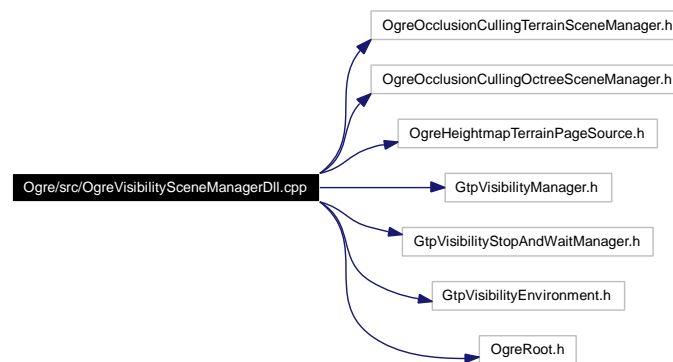 OgreOcclusionCullingTerrainSceneManager.h
OgreOcclusionCullingOctreeSceneManager.h
OgreHeightmapTerrainPageSource.h
Ogre/src/OgreVisibilitySceneManagerDll.cpp
GtpVisibilityManager.h
GtpVisibilityStopAndWaitManager.h
GtpVisibilityEnvironment.h
OgreRoot.h